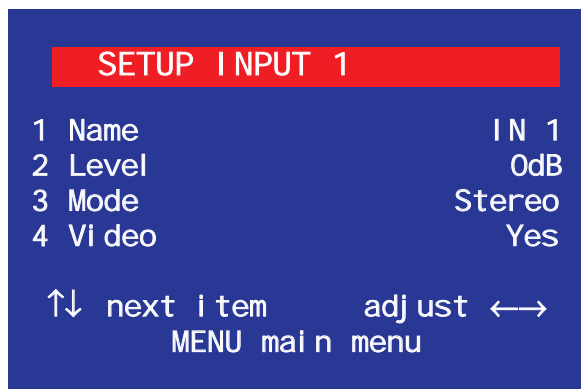 SETUP INPUT 1
1 Name IN 1
2 Level 0dB
3 Mode Stereo
4 Video Yes
↑↓ next item adjust ←→
MENU main menu